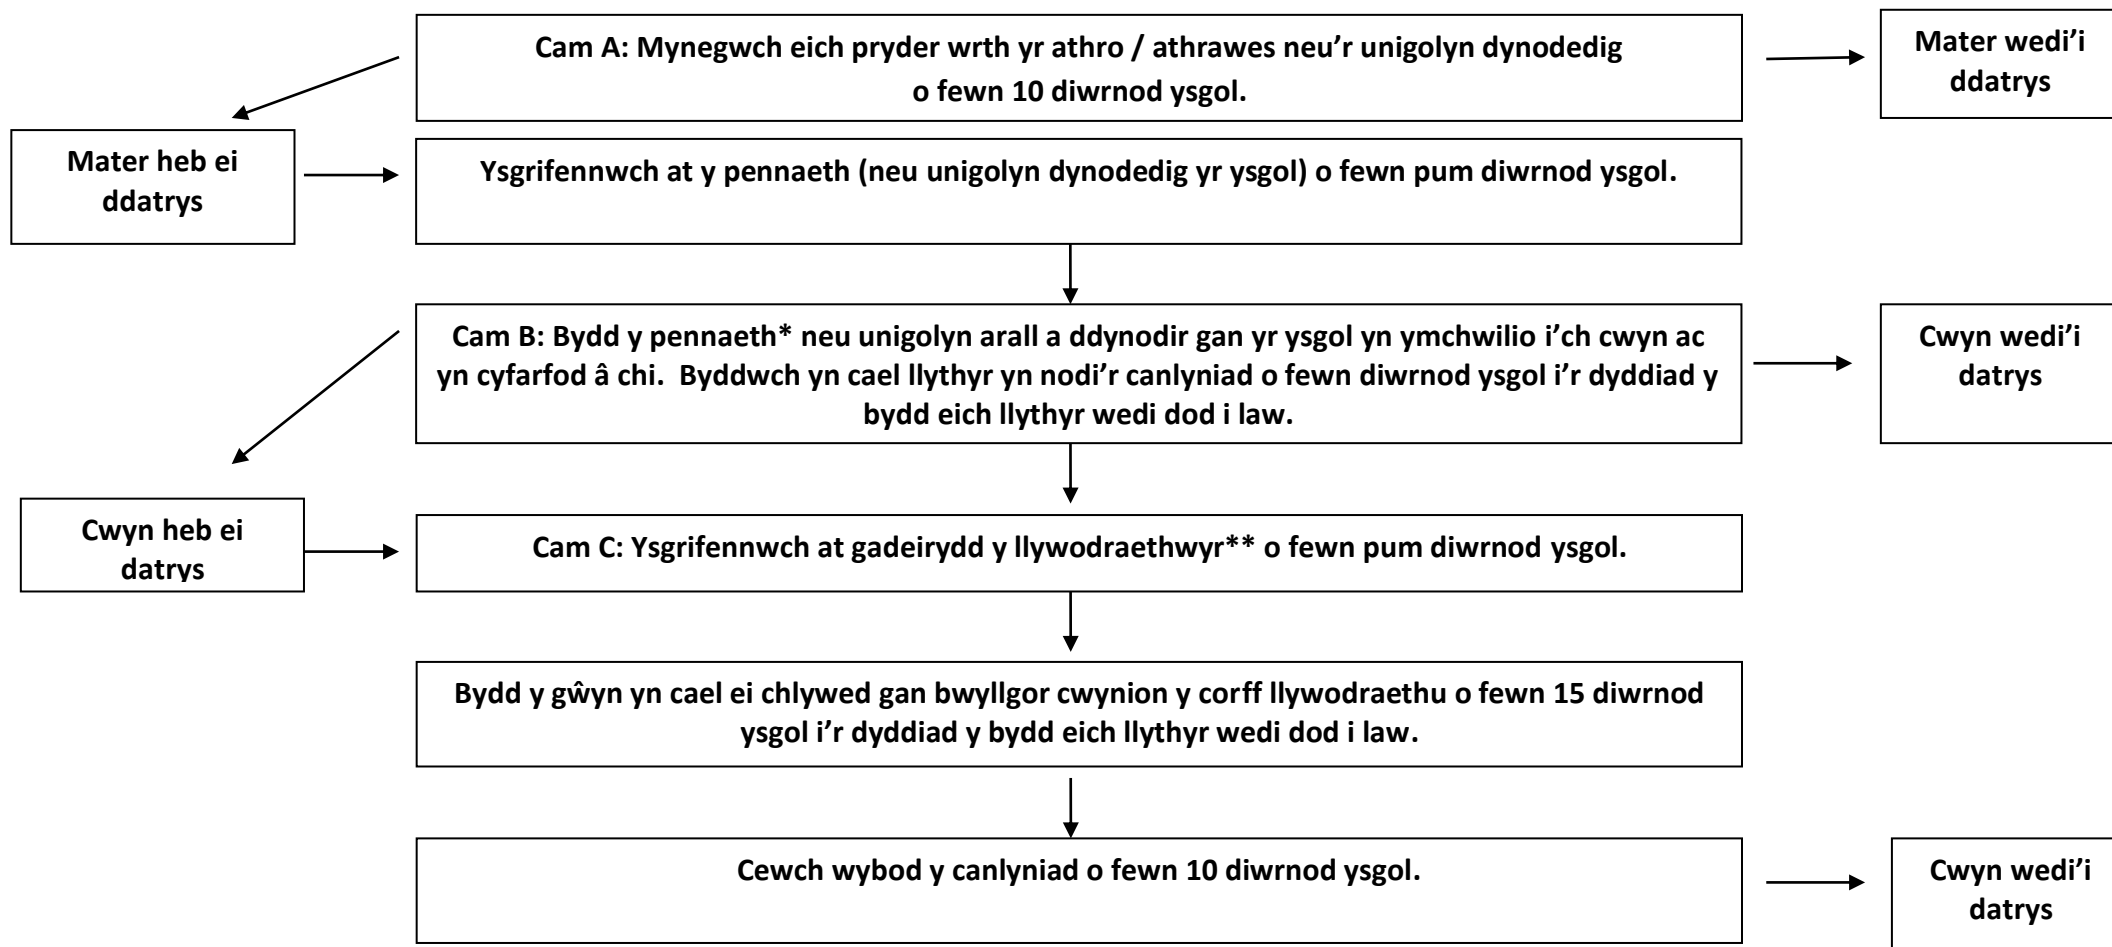 Cam A: Mynegwch eich pryder wrth yr athro / athrawes neu'r unigolyn dynodedig
o fewn 10 diwrnod ysgol.
Mater wedi'i
ddatrys
Mater heb ei
ddatrys
Ysgrifennwch at y pennaeth (neu unigolyn dynodedig yr ysgol) o fewn pum diwrnod ysgol.
Cam B: Bydd y pennaeth* neu unigolyn arall a ddynodir gan yr ysgol yn ymchwilio i'ch cwyn ac
yn cyfarfod â chi.  Byddwch yn cael llythyr yn nodi'r canlyniad o fewn diwrnod ysgol i'r dyddiad y
bydd eich llythyr wedi dod i law.
Cwyn wedi'i
datrys
Cwyn heb ei
datrys
Cam C: Ysgrifennwch at gadeirydd y llywodraethwyr** o fewn pum diwrnod ysgol.
Bydd y gŵyn yn cael ei chlywed gan bwyllgor cwynion y corff llywodraethu o fewn 15 diwrnod
ysgol i'r dyddiad y bydd eich llythyr wedi dod i law.
Cewch wybod y canlyniad o fewn 10 diwrnod ysgol.
Cwyn wedi'i
datrys